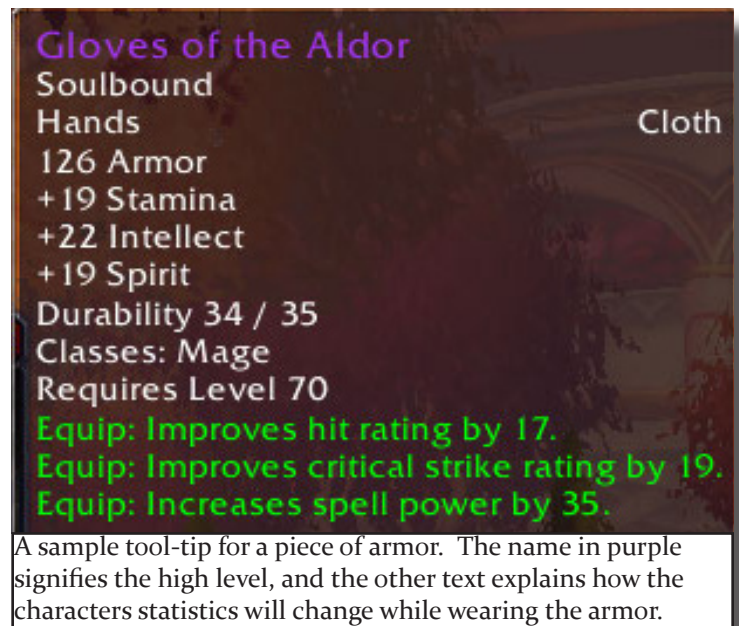 Gloves of the Aldor
Soulbound
Hands Cloth
126 Armor
+19 Stamina
+22 Intellect
+19 Spirit
Durability 34 / 35
Classes: Mage
Requires Level 70
Equip: Improves hit rating by 17.
Equip: Improves critical strike rating by 19.
Equip: Increases spell power by 35.
A sample tool-tip for a piece of armor.  The name in purple
signifies the high level, and the other text explains how the
characters statistics will change while wearing the armor.